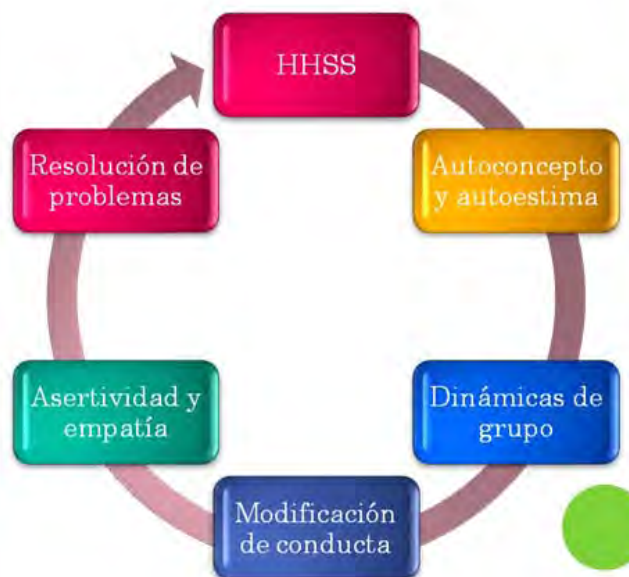 HHSS
Autoconcepto
y autoestima
Dinámicas de
grupo
Modificación
de conducta
Asertividad y
empatía
Resolución de
problemas